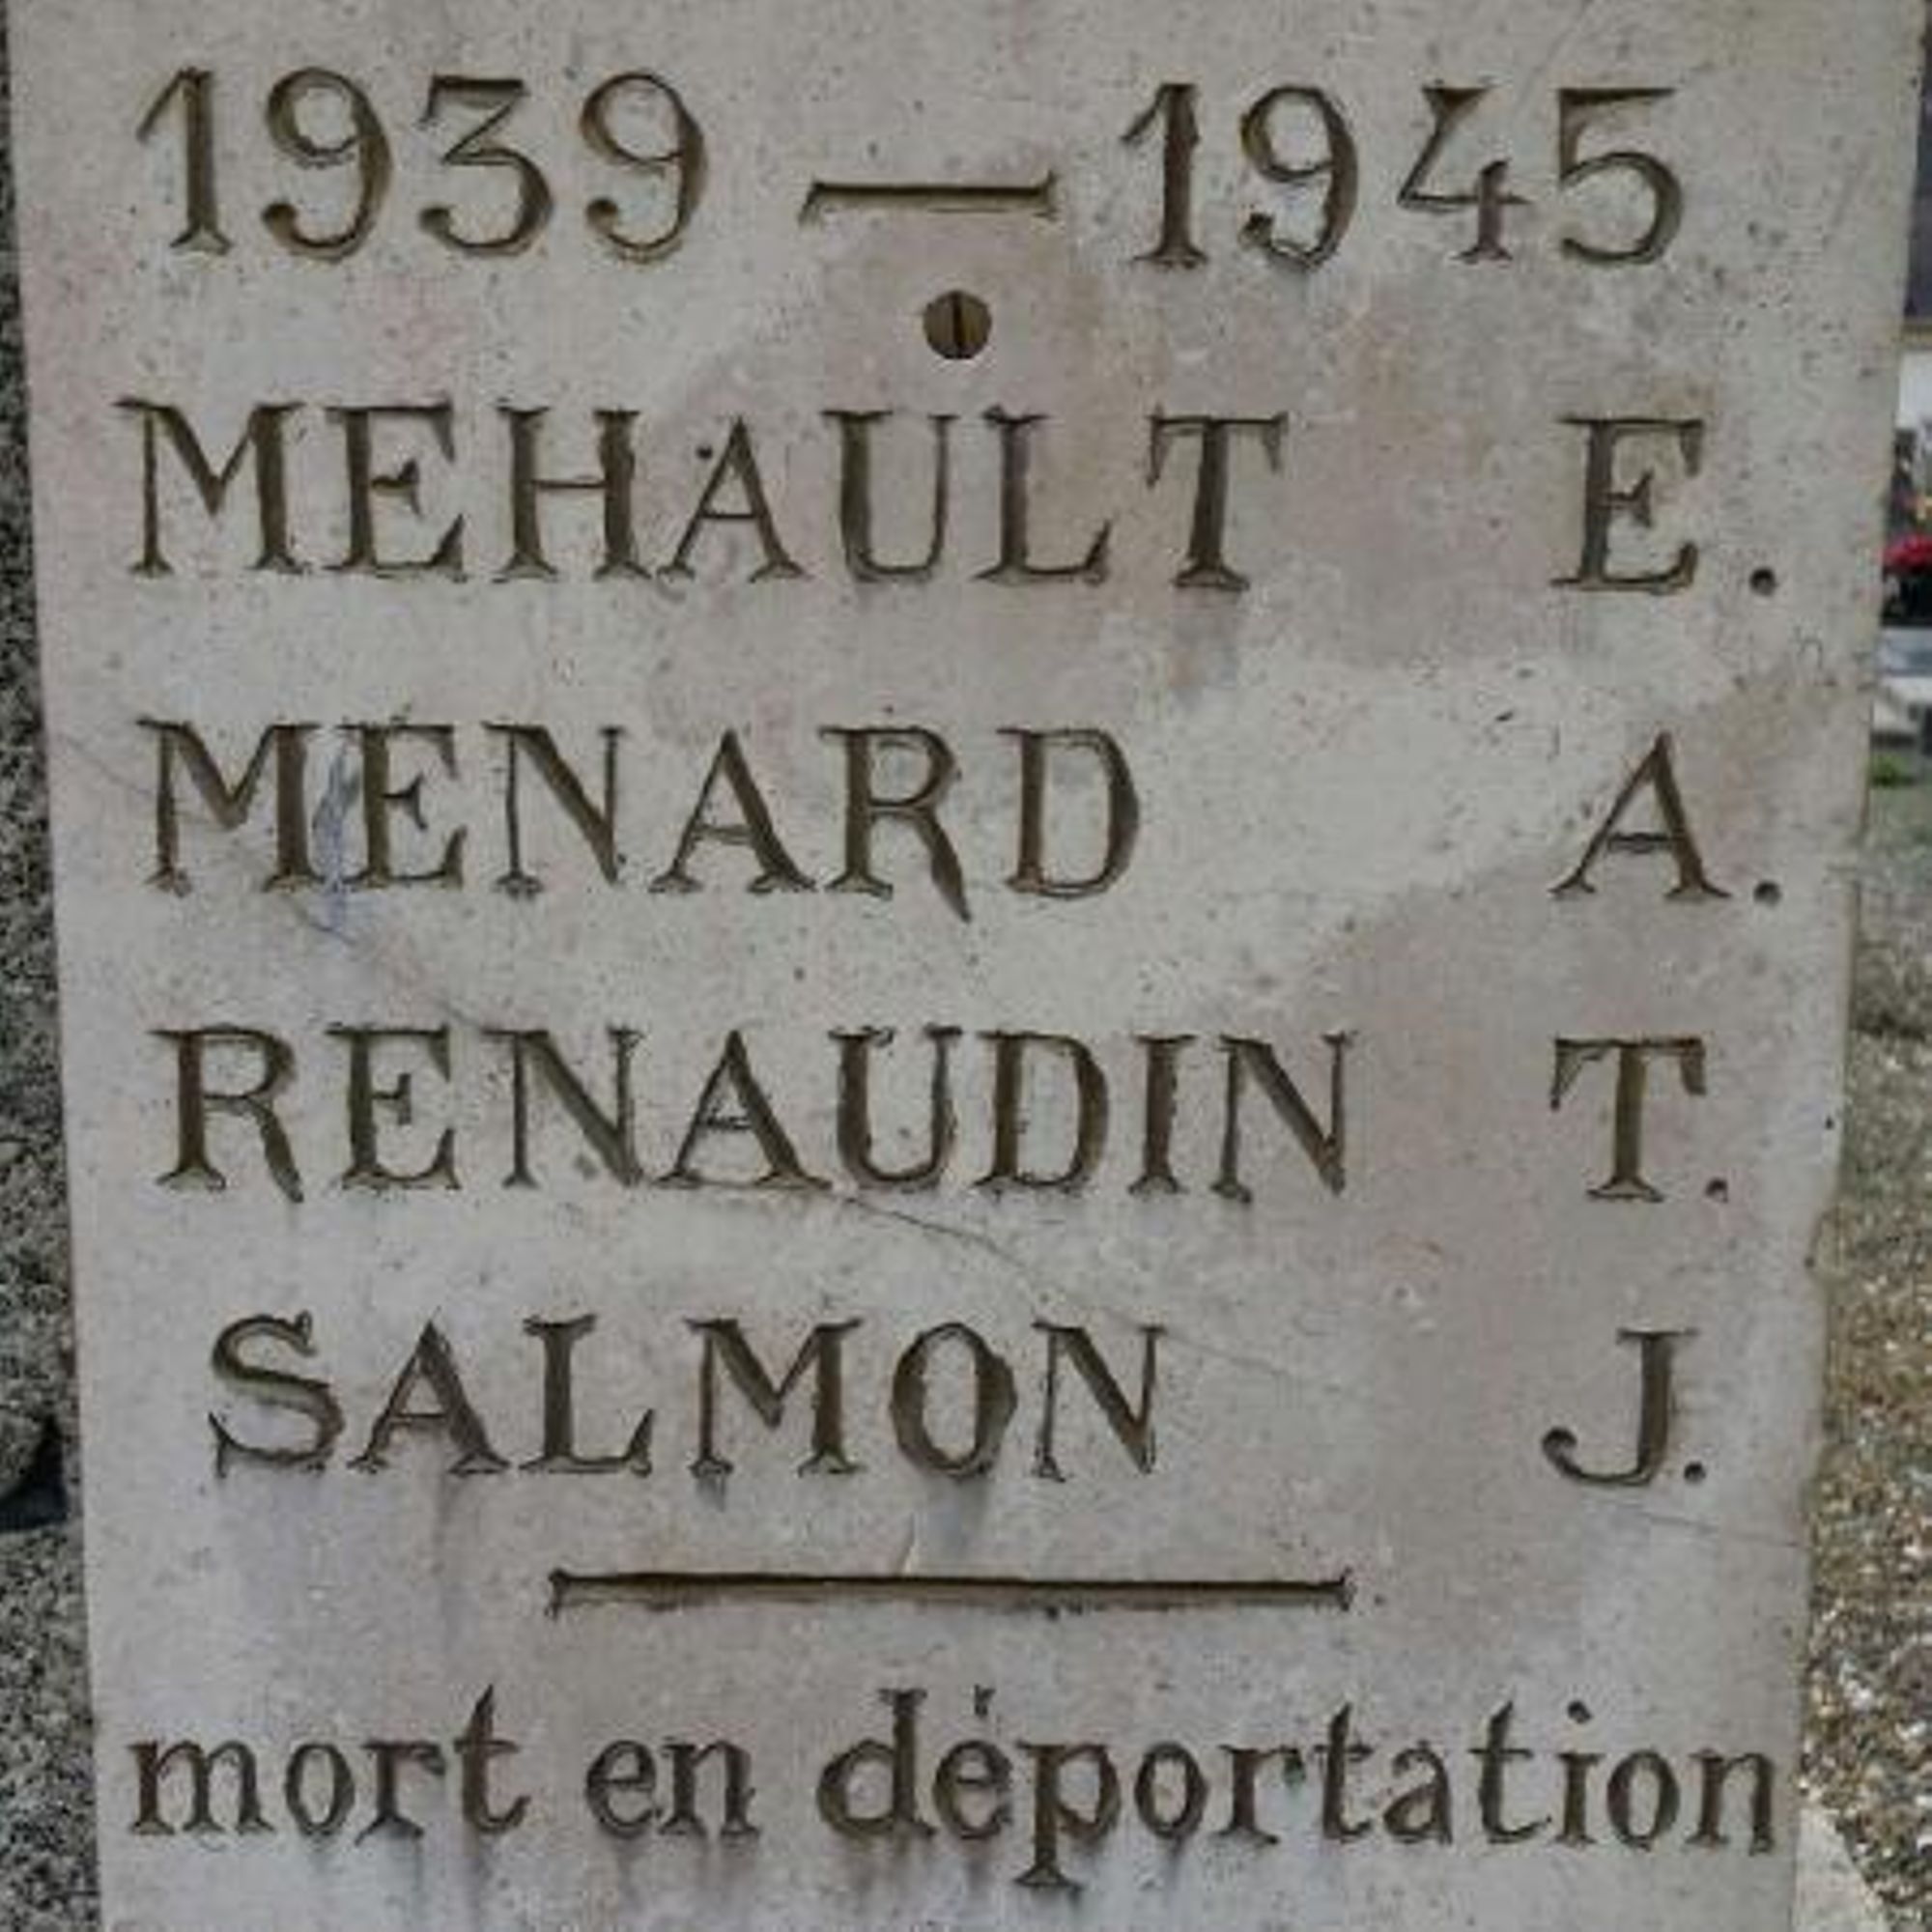 1939 — 1945
MEHAULT E.
MENARD A.
RENAUDIN T.
SALMON J.
mort en déportation